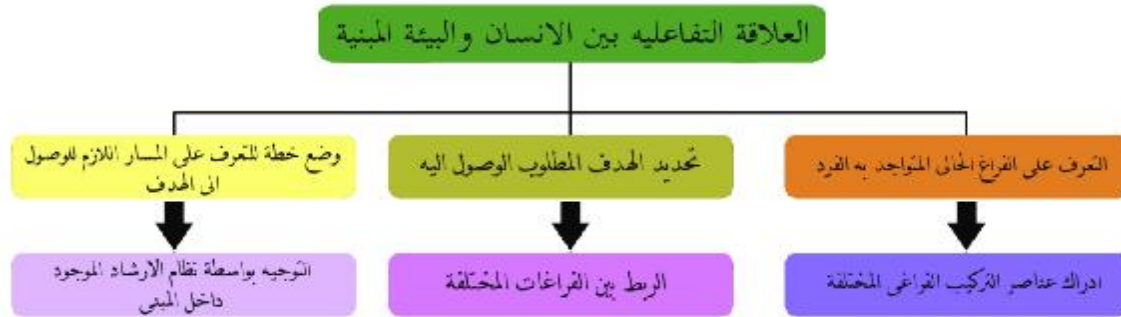 العلاقة التفاعليه بين الانسان والبيئة المبنية
التعرف على الفراغ الحالى المتواجد به الفرد
تحديد الهدف المطلوب الوصول اليه
وضع خطة للتعرف على المسار اللازم للوصول
الى الهدف
ادراك عناصر التركيب الفراغى المختلفة
الربط بين الفراغات المختلفة
التوجيه بواسطة نظام الارشاد الموجود
داخل المبنى